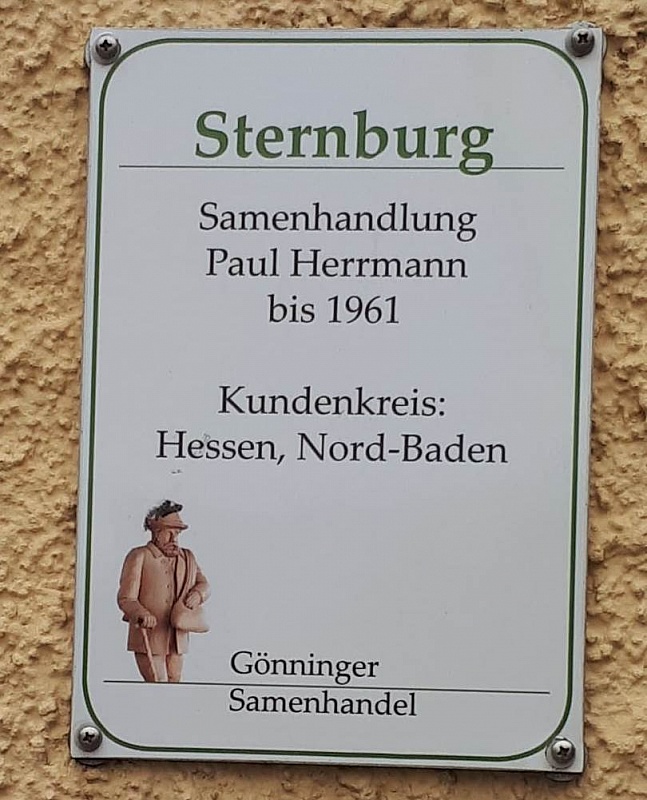 Sternburg
Samenhandlung
Paul Herrmann
bis 1961
Kundenkreis:
Hessen, Nord-Baden
Gönninger
Samenhandel